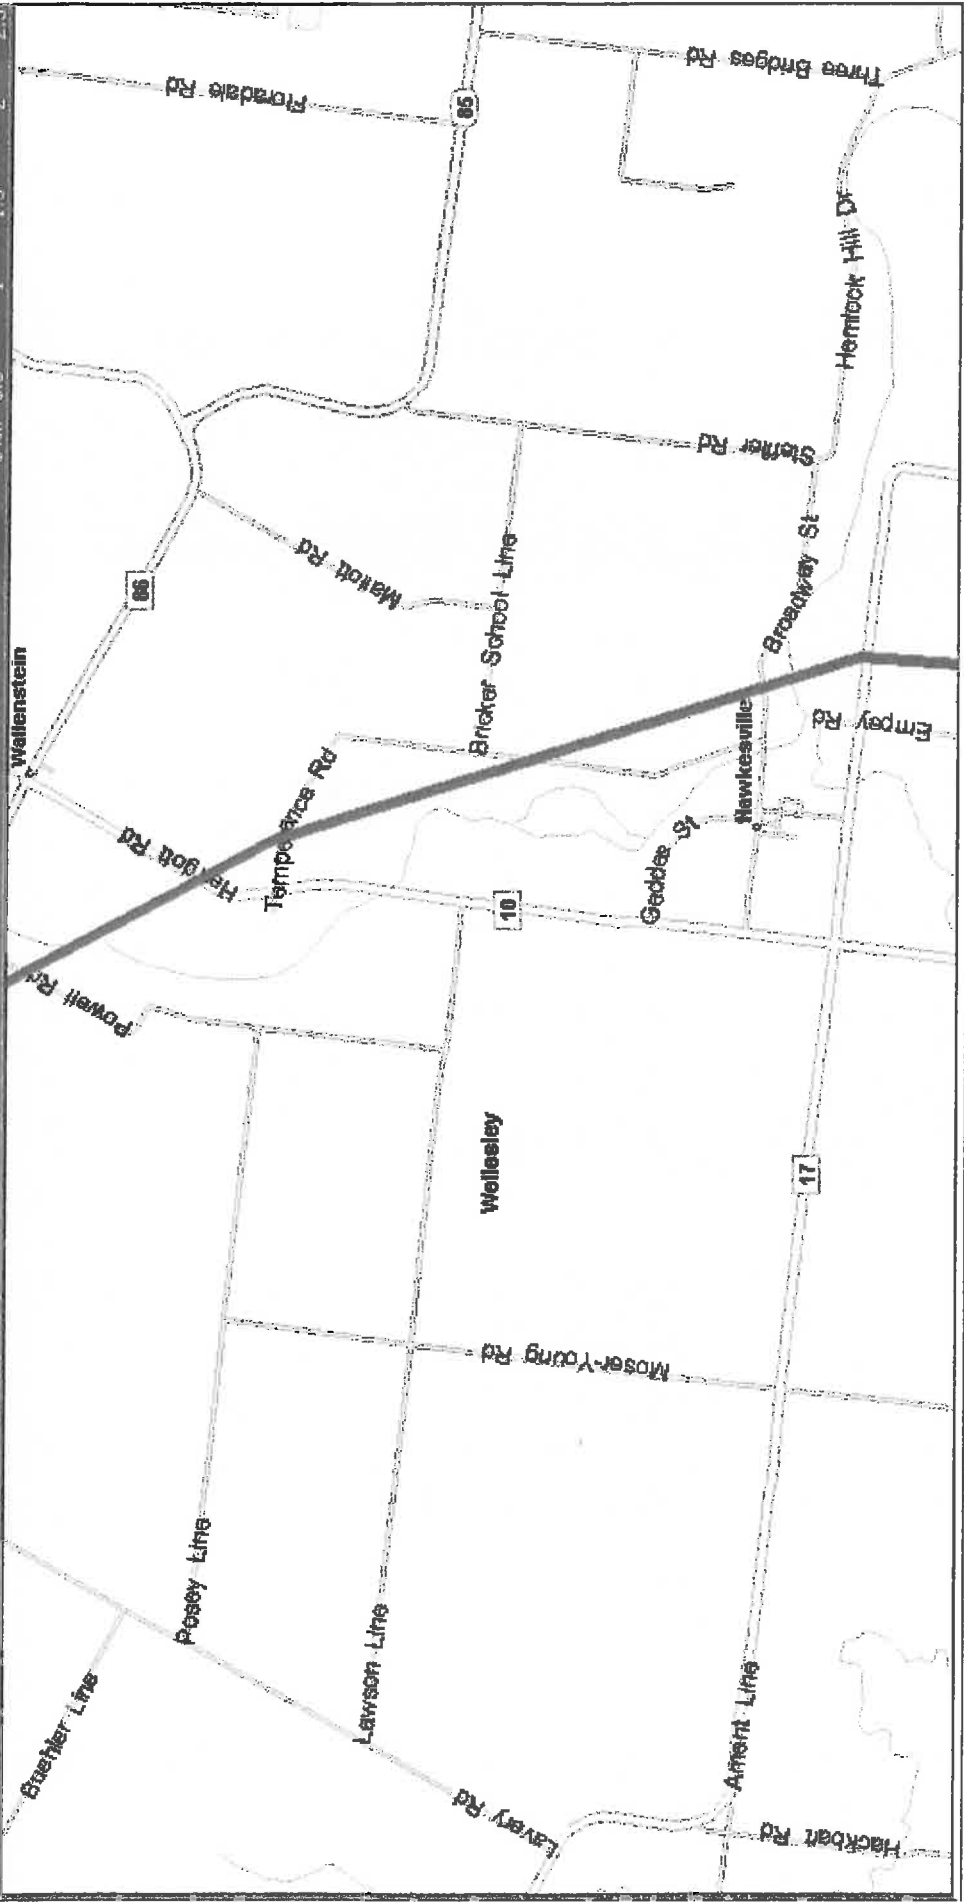 Wallenstein
Floradale Rd
85
Three Bridges Rd
Hemlock Hill Dr
Steffler Rd
86
Mallott Rd
Bricker School Line
Broadway St
Hergott Rd
Temperance Rd
Hawkesville
Empey Rd
Geddes St
10
Powell Rd
Wellesley
17
Moser-Young Rd
Posey Line
Lawson Line
Buehler Line
Lavery Rd
Ament Line
Hackbart Rd